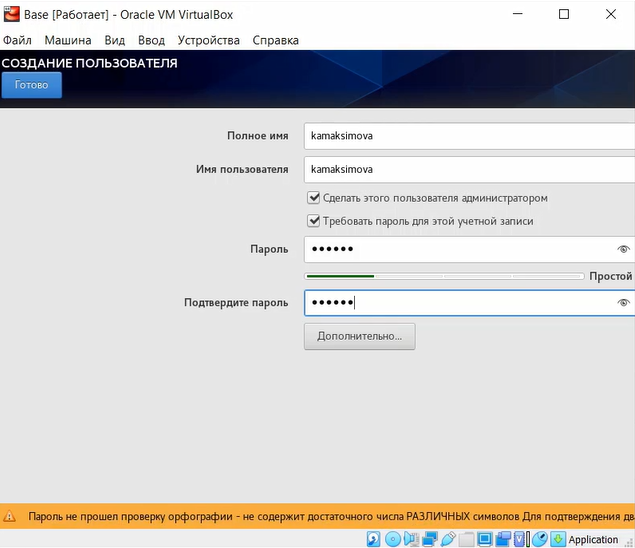 Base [Работает] - Oracle VM VirtualBox
Файл Машина Вид Ввод Устройства Справка
СОЗДАНИЕ ПОЛЬЗОВАТЕЛЯ
Готово
Полное имя kamaksimova
Имя пользователя kamaksimova
Сделать этого пользователя администратором
Требовать пароль для этой учетной записи
Пароль ••••••
Простой
Подтвердите пароль ••••••
Дополнительно...
Пароль не прошел проверку орфографии - не содержит достаточного числа РАЗЛИЧНЫХ символов Для подтверждения дв
Application